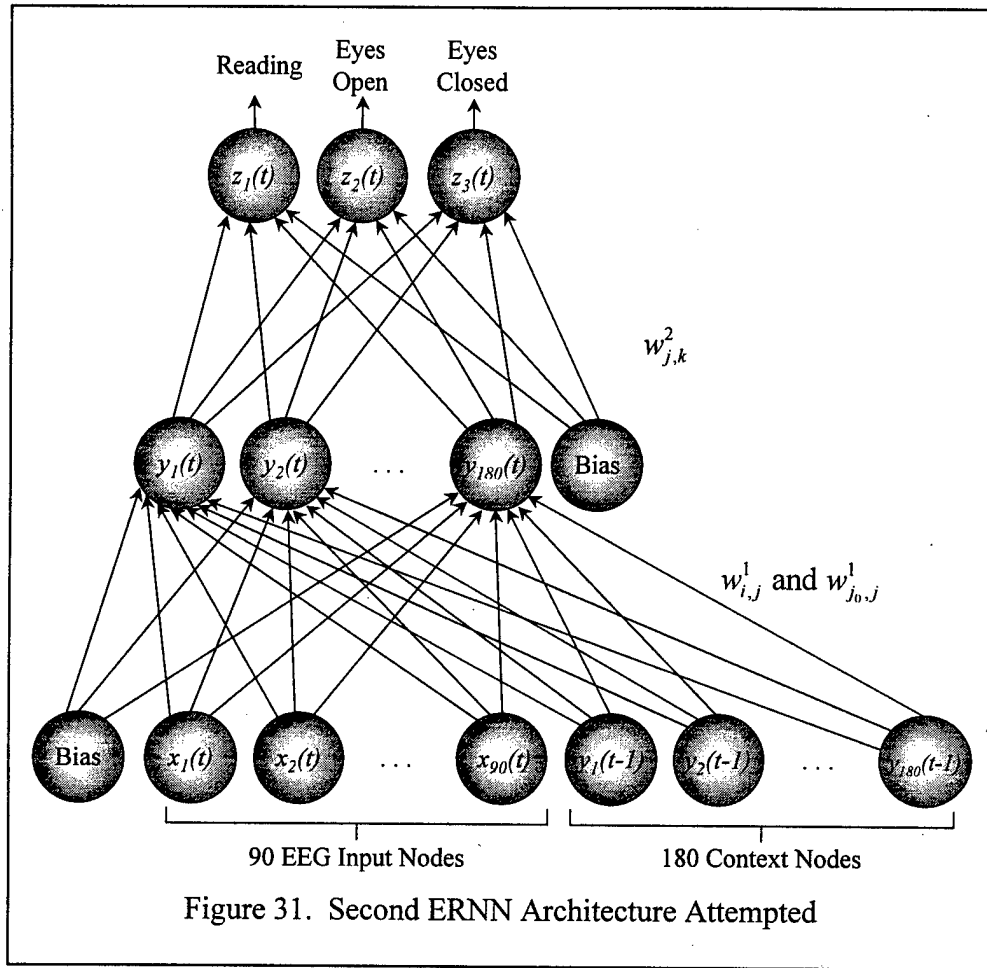 Reading Eyes Open Eyes Closed
z₁(t) z₂(t) z₃(t)
w²j,k
y₁(t) y₂(t) . . . y₁₈₀(t) Bias
w¹i,j and w¹j₀,j
Bias x₁(t) x₂(t) . . . x₉₀(t) y₁(t-1) y₂(t-1) . . . y₁₈₀(t-1)
90 EEG Input Nodes 180 Context Nodes
Figure 31. Second ERNN Architecture Attempted